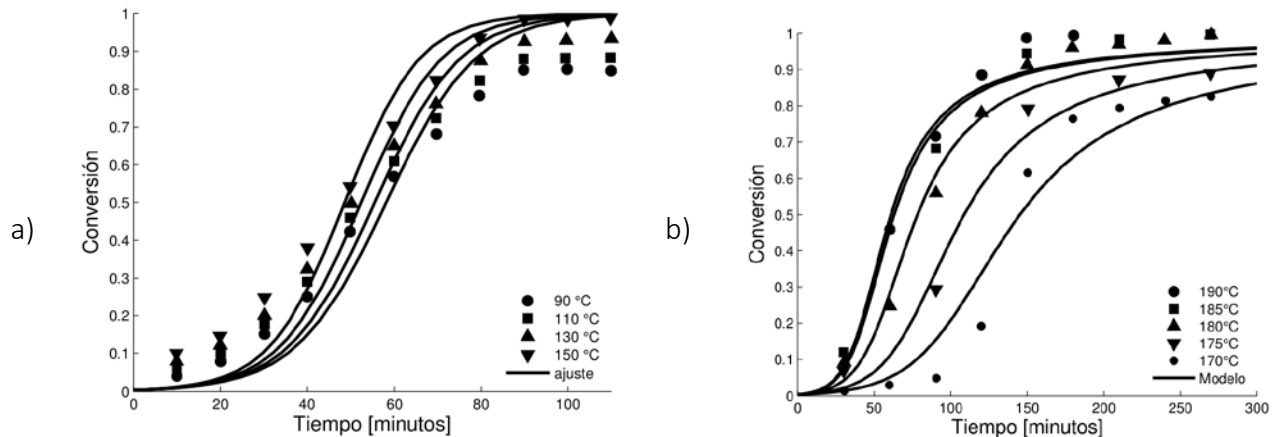 a)
Conversión
1
0.9
0.8
0.7
0.6
0.5
0.4
0.3
0.2
0.1
0
0 20 40 60 80 100
Tiempo [minutos]
90 °C
110 °C
130 °C
150 °C
ajuste
b)
Conversión
1
0.9
0.8
0.7
0.6
0.5
0.4
0.3
0.2
0.1
0
0 50 100 150 200 250 300
Tiempo [minutos]
190°C
185°C
180°C
175°C
170°C
Modelo